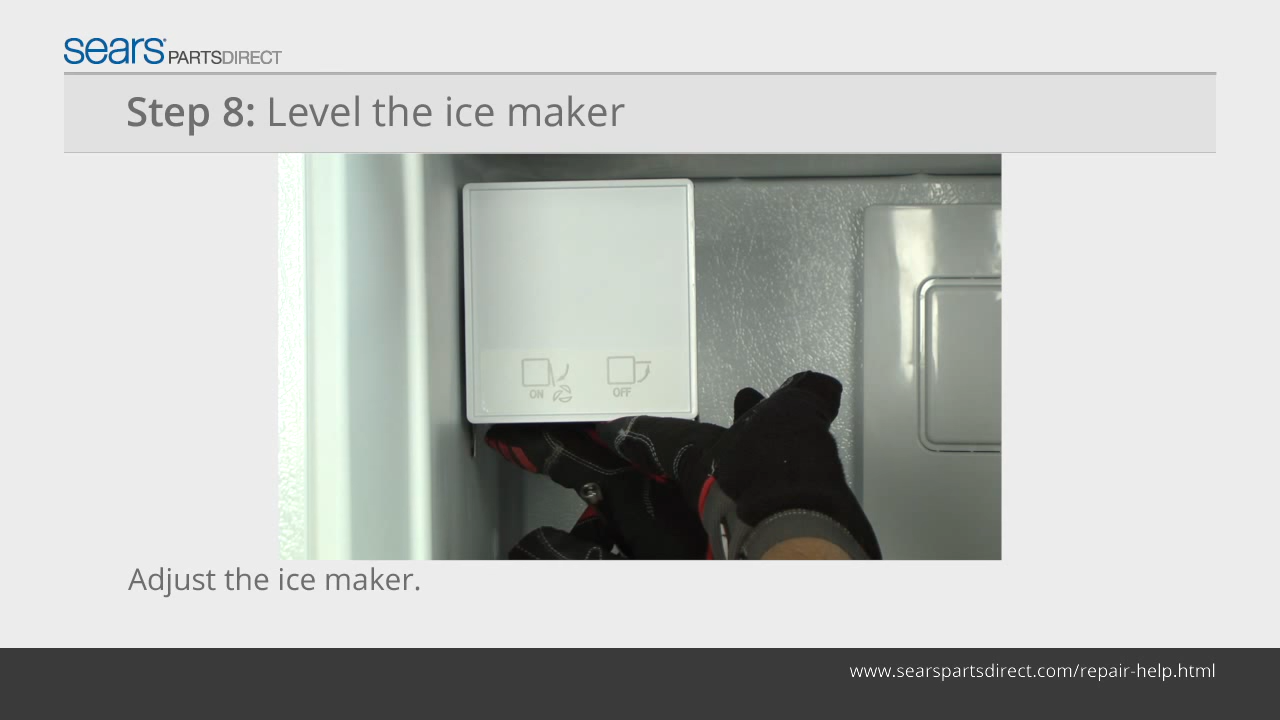 sears PARTSDIRECT
Step 8: Level the ice maker
ON OFF
Adjust the ice maker.
www.searspartsdirect.com/repair-help.html